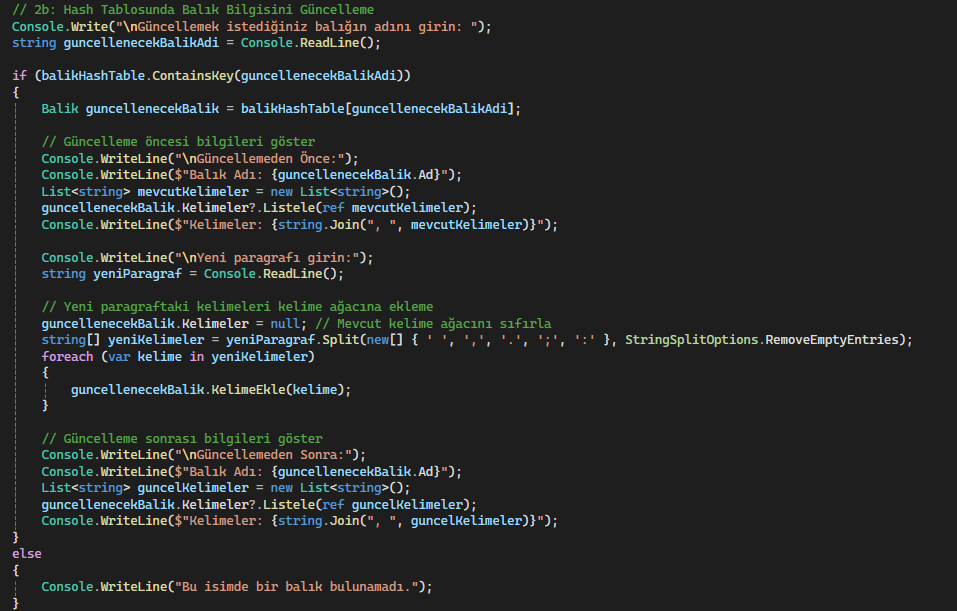 // 2b: Hash Tablosunda Balık Bilgisini Güncelleme
Console.Write("\nGüncellemek istediğiniz balığın adını girin: ");
string guncellenecekBalikAdi = Console.ReadLine();

if (balikHashTable.ContainsKey(guncellenecekBalikAdi))
{
    Balik guncellenecekBalik = balikHashTable[guncellenecekBalikAdi];

    // Güncelleme öncesi bilgileri göster
    Console.WriteLine("\nGüncellemeden Önce:");
    Console.WriteLine($"Balık Adı: {guncellenecekBalik.Ad}");
    List<string> mevcutKelimeler = new List<string>();
    guncellenecekBalik.Kelimeler?.Listele(ref mevcutKelimeler);
    Console.WriteLine($"Kelimeler: {string.Join(", ", mevcutKelimeler)}");

    Console.WriteLine("\nYeni paragrafı girin:");
    string yeniParagraf = Console.ReadLine();

    // Yeni paragraftaki kelimeleri kelime ağacına ekleme
    guncellenecekBalik.Kelimeler = null; // Mevcut kelime ağacını sıfırla
    string[] yeniKelimeler = yeniParagraf.Split(new[] { ' ', ',', '.', ';', ':' }, StringSplitOptions.RemoveEmptyEntries);
    foreach (var kelime in yeniKelimeler)
    {
        guncellenecekBalik.KelimeEkle(kelime);
    }

    // Güncelleme sonrası bilgileri göster
    Console.WriteLine("\nGüncellemeden Sonra:");
    Console.WriteLine($"Balık Adı: {guncellenecekBalik.Ad}");
    List<string> guncelKelimeler = new List<string>();
    guncellenecekBalik.Kelimeler?.Listele(ref guncelKelimeler);
    Console.WriteLine($"Kelimeler: {string.Join(", ", guncelKelimeler)}");
}
else
{
    Console.WriteLine("Bu isimde bir balık bulunamadı.");
}